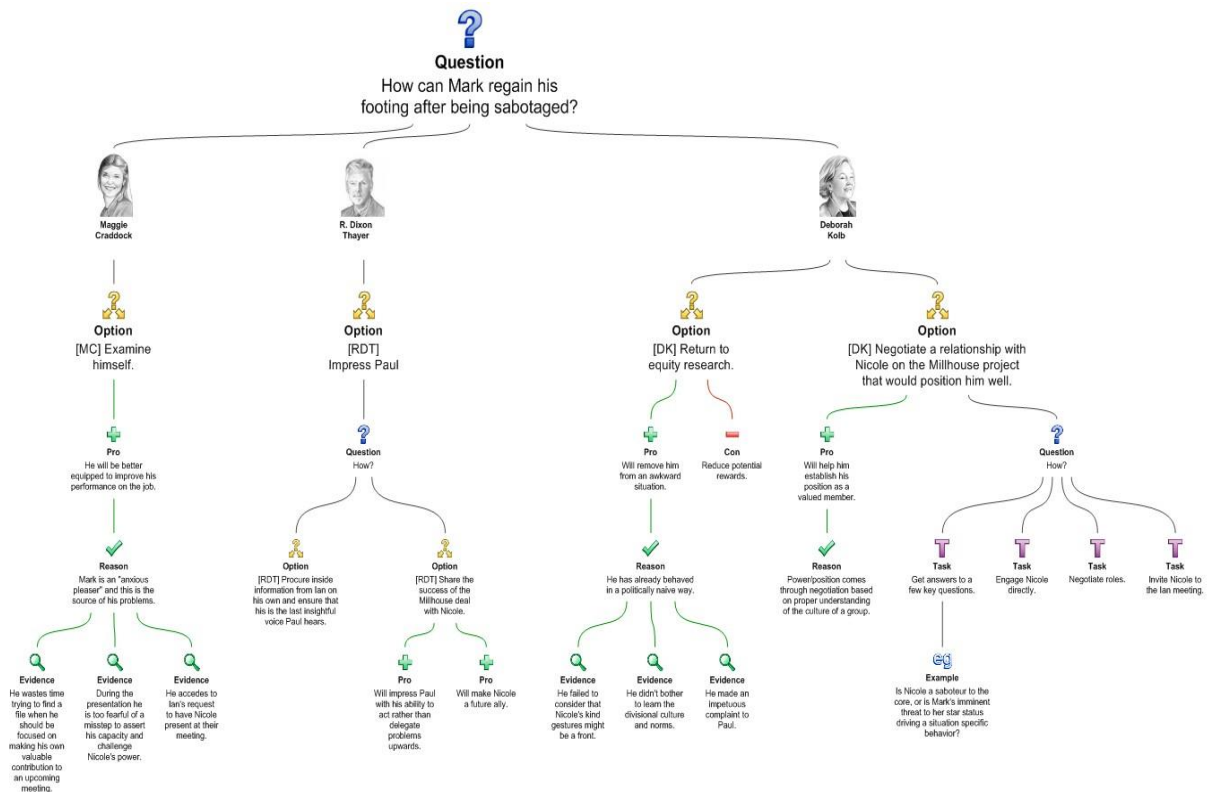 Question
How can Mark regain his
footing after being sabotaged?
Maggie
Craddock
R. Dixon
Thayer
Deborah
Kolb
Option
[MC] Examine
himself.
Option
[RDT]
Impress Paul
Option
[DK] Return to
equity research.
Option
[DK] Negotiate a relationship with
Nicole on the Millhouse project
that would position him well.
Pro
He will be better
equipped to improve his
performance on the job.
Question
How?
Pro
Will remove him
from an awkward
situation.
Con
Reduce potential
rewards.
Pro
Will help him
establish his
position as a
valued member.
Question
How?
Reason
Mark is an "anxious
pleaser" and this is the
source of his problems.
Option
[RDT] Procure inside
information from Ian on
his own and ensure that
his is the last insightful
voice Paul hears.
Option
[RDT] Share the
success of the
Millhouse deal
with Nicole.
Reason
He has already behaved
in a politically naive way.
Reason
Power/position comes
through negotiation based
on proper understanding
of the culture of a group.
T
Task
Get answers to a
few key questions.
T
Task
Engage Nicole
directly.
T
Task
Negotiate roles.
T
Task
Invite Nicole to
the Ian meeting.
Evidence
He wastes time
trying to find a
file when he
should be
focused on
making his own
valuable
contribution to
an upcoming
meeting.
Evidence
During the
presentation he
is too fearful of a
misstep to assert
his capacity and
challenge
Nicole's power.
Evidence
He accedes to
Ian's request
to have Nicole
present at their
meeting.
Pro
Will impress Paul
with his ability to
act rather than
delegate
problems
upwards.
Pro
Will make Nicole
a future ally.
Evidence
He failed to
consider that
Nicole's kind
gestures might
be a front.
Evidence
He didn't bother
to learn the
divisional culture
and norms.
Evidence
He made an
impetuous
complaint to
Paul.
eg
Example
Is Nicole a saboteur to the
core, or is Mark's imminent
threat to her star status
driving a situation specific
behavior?